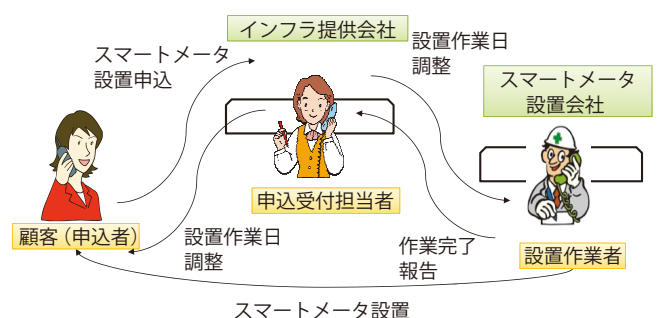 インフラ提供会社
スマートメータ
設置申込
設置作業日
調整
スマートメータ
設置会社
申込受付担当者
顧客（申込者）
設置作業日
調整
作業完了
報告
設置作業者
スマートメータ設置